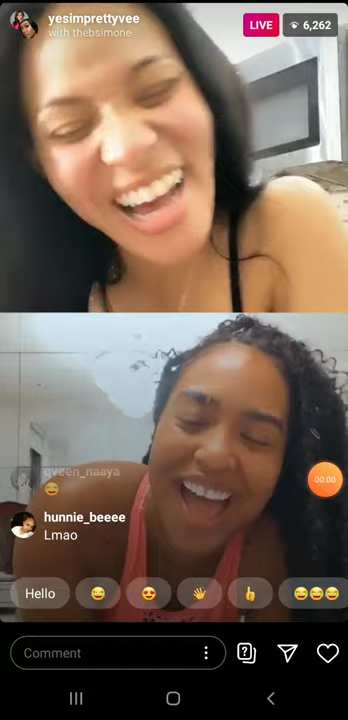 yesimprettyvee
with thebsimone
LIVE
6,262
qveen_naaya
00:00
hunnie_beeee
Lmao
Hello
Comment